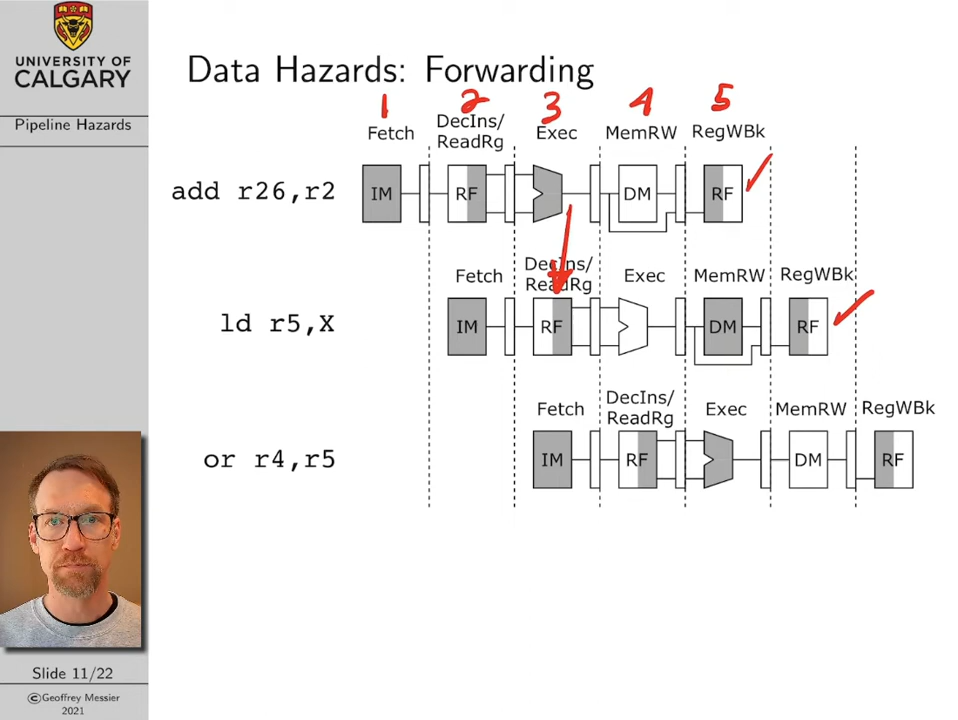 UNIVERSITY OF
CALGARY
Pipeline Hazards
Data Hazards: Forwarding
1 2 3 4 5
Fetch DecIns/ReadRg Exec MemRW RegWBk
add r26,r2 IM RF DM RF
Fetch DecIns/ReadRg Exec MemRW RegWBk
ld r5,X IM RF DM RF
Fetch DecIns/ReadRg Exec MemRW RegWBk
or r4,r5 IM RF DM RF
Slide 11/22
©Geoffrey Messier
2021